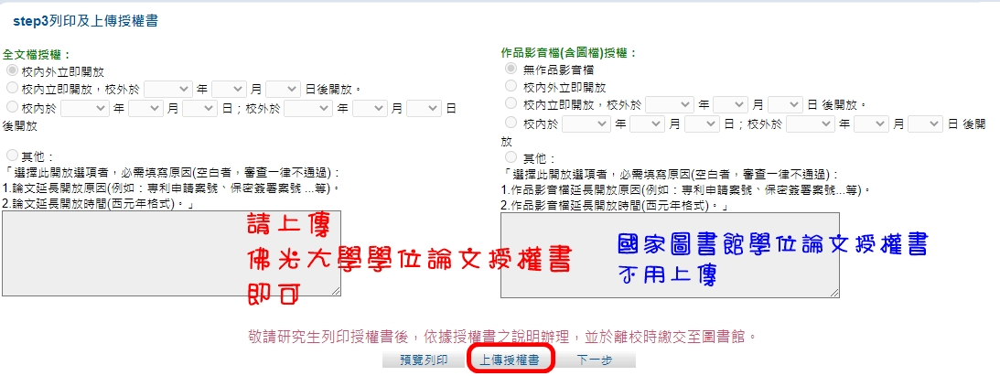 step3列印及上傳授權書
全文檔授權：
校內外立即開放
校內立即開放，校外於 年 月 日後開放。
校內於 年 月 日；校外於 年 月 日
後開放
其他：
「選擇此開放選項者，必需填寫原因(空白者，審查一律不通過)：
1.論文延長開放原因(例如：專利申請案號、保密簽署案號 ...等)。
2.論文延長開放時間(西元年格式)。」
請上傳
佛光大學學位論文授權書
即可
作品影音檔(含圖檔)授權：
無作品影音檔
校內外立即開放
校內立即開放，校外於 年 月 日 後開放。
校內於 年 月 日；校外於 年 月 日 後開
放
其他：
「選擇此開放選項者，必需填寫原因(空白者，審查一律不通過)：
1.作品影音檔延長開放原因(例如：專利申請案號、保密簽署案號 ...等)。
2.作品影音檔延長開放時間(西元年格式)。」
國家圖書館學位論文授權書
不用上傳
敬請研究生列印授權書後，依據授權書之說明辦理，並於離校時繳交至圖書館。
預覽列印 上傳授權書 下一步